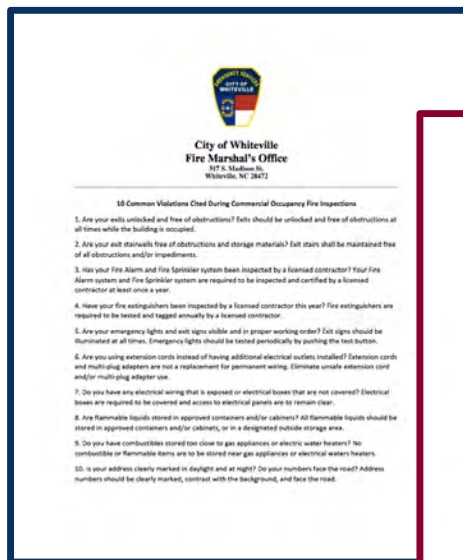 EMERGENCY SERVICES
CITY OF
WHITEVILLE
City of Whiteville
Fire Marshal's Office
517 S. Madison St.
Whiteville, NC 28472
10 Common Violations Cited During Commercial Occupancy Fire Inspections
1. Are your exits unlocked and free of obstructions? Exits should be unlocked and free of obstructions at
all times while the building is occupied.
2. Are your exit stairwells free of obstructions and storage materials? Exit stairs shall be maintained free
of all obstructions and/or impediments.
3. Has your Fire Alarm and Fire Sprinkler system been inspected by a licensed contractor? Your Fire
Alarm system and Fire Sprinkler system are required to be inspected and certified by a licensed
contractor at least once a year.
4. Have your fire extinguishers been inspected by a licensed contractor this year? Fire extinguishers are
required to be tested and tagged annually by a licensed contractor.
5. Are your emergency lights and exit signs visible and in proper working order? Exit signs should be
illuminated at all times. Emergency lights should be tested periodically by pushing the test button.
6. Are you using extension cords instead of having additional electrical outlets installed? Extension cords
and multi-plug adapters are not a replacement for permanent wiring. Eliminate unsafe extension cord
and/or multi-plug adapter use.
7. Do you have any electrical wiring that is exposed or electrical boxes that are not covered? Electrical
boxes are required to be covered and access to electrical panels are to remain clear.
8. Are flammable liquids stored in approved containers and/or cabinets? All flammable liquids should be
stored in approved containers and/or cabinets, or in a designated outside storage area.
9. Do you have combustibles stored too close to gas appliances or electric water heaters? No
combustible or flammable items are to be stored near gas appliances or electrical waters heaters.
10. Is your address clearly marked in daylight and at night? Do your numbers face the road? Address
numbers should be clearly marked, contrast with the background, and face the road.